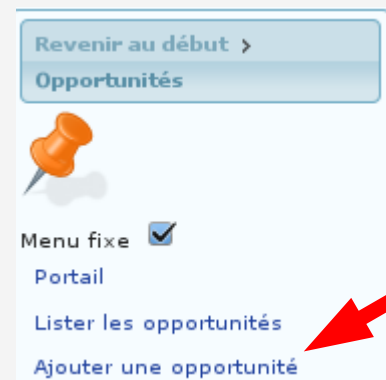 Revenir au début >
Opportunités
Menu fixe
Portail
Lister les opportunités
Ajouter une opportunité